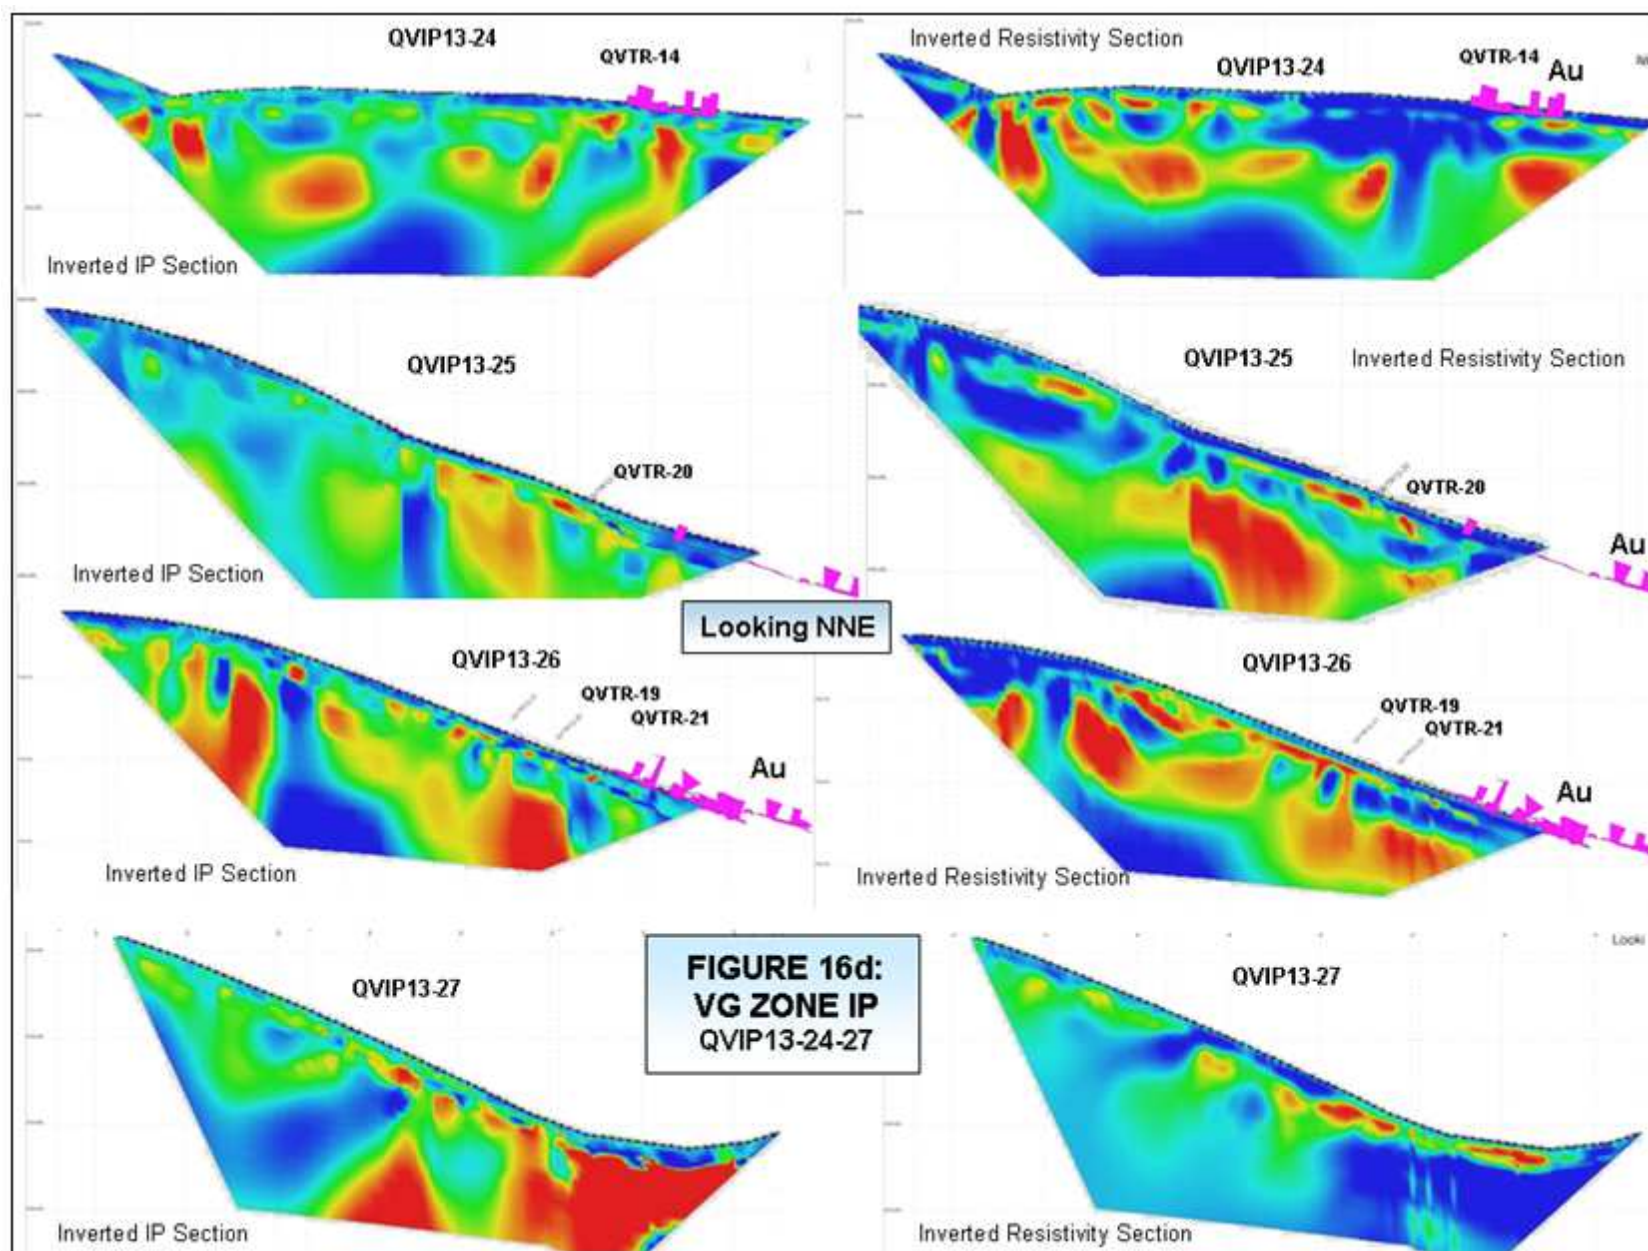 QVIP13-24
QVTR-14
Inverted IP Section
Inverted Resistivity Section
QVIP13-24
QVTR-14
Au
QVIP13-25
QVTR-20
Inverted IP Section
QVIP13-25
Inverted Resistivity Section
QVTR-20
Au
Looking NNE
QVIP13-26
QVTR-19
QVTR-21
Au
Inverted IP Section
QVIP13-26
QVTR-19
QVTR-21
Au
Inverted Resistivity Section
QVIP13-27
Inverted IP Section
FIGURE 16d:
VG ZONE IP
QVIP13-24-27
Looki
QVIP13-27
Inverted Resistivity Section